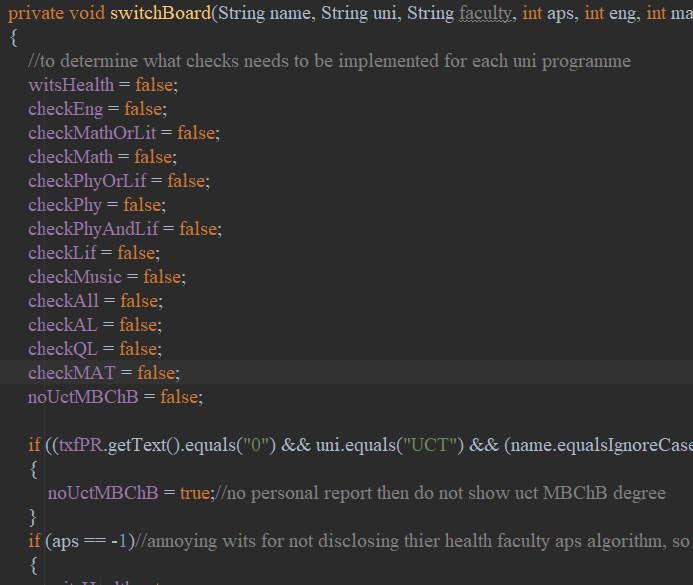 private void switchBoard(String name, String uni, String faculty, int aps, int eng, int ma
{
//to determine what checks needs to be implemented for each uni programme
witsHealth = false;
checkEng = false;
checkMathOrLit = false;
checkMath = false;
checkPhyOrLif = false;
checkPhy = false;
checkPhyAndLif = false;
checkLif = false;
checkMusic = false;
checkAll = false;
checkAL = false;
checkQL = false;
checkMAT = false;
noUctMBChB = false;
if ((txfPR.getText().equals("0") && uni.equals("UCT") && (name.equalsIgnoreCase
{
noUctMBChB = true;//no personal report then do not show uct MBChB degree
}
if (aps == -1)//annoying wits for not disclosing thier health faculty aps algorithm, so
{